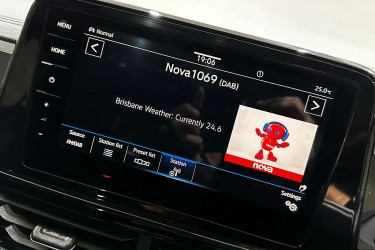 MENU
Normal
19:06
HOME
25.0°C
Nova1069 (DAB)
Brisbane Weather: Currently 24.6
nova
Source
FM/DAB
Station list
Preset list
Station
Settings